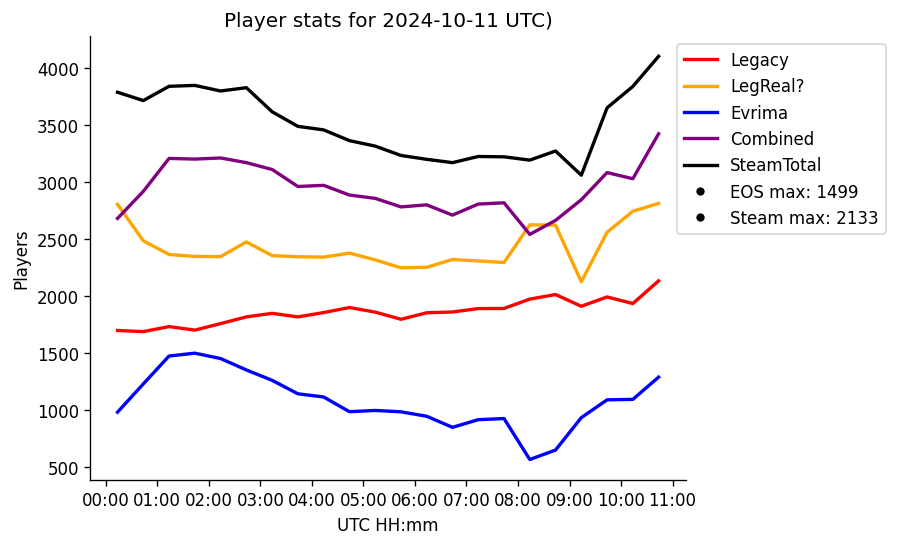 Player stats for 2024-10-11 UTC)
4000
3500
3000
2500
2000
1500
1000
500
Players
00:00 01:00 02:00 03:00 04:00 05:00 06:00 07:00 08:00 09:00 10:00 11:00
UTC HH:mm
Legacy
LegReal?
Evrima
Combined
SteamTotal
EOS max: 1499
Steam max: 2133